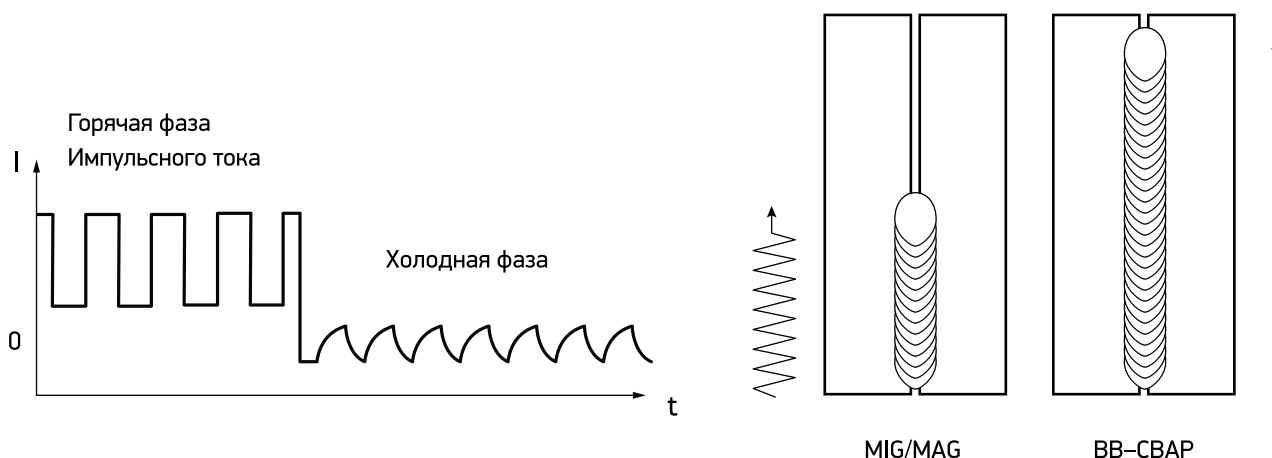 Горячая фаза
Импульсного тока
I
Холодная фаза
0
t
MIG/MAG
ВВ–СВАР